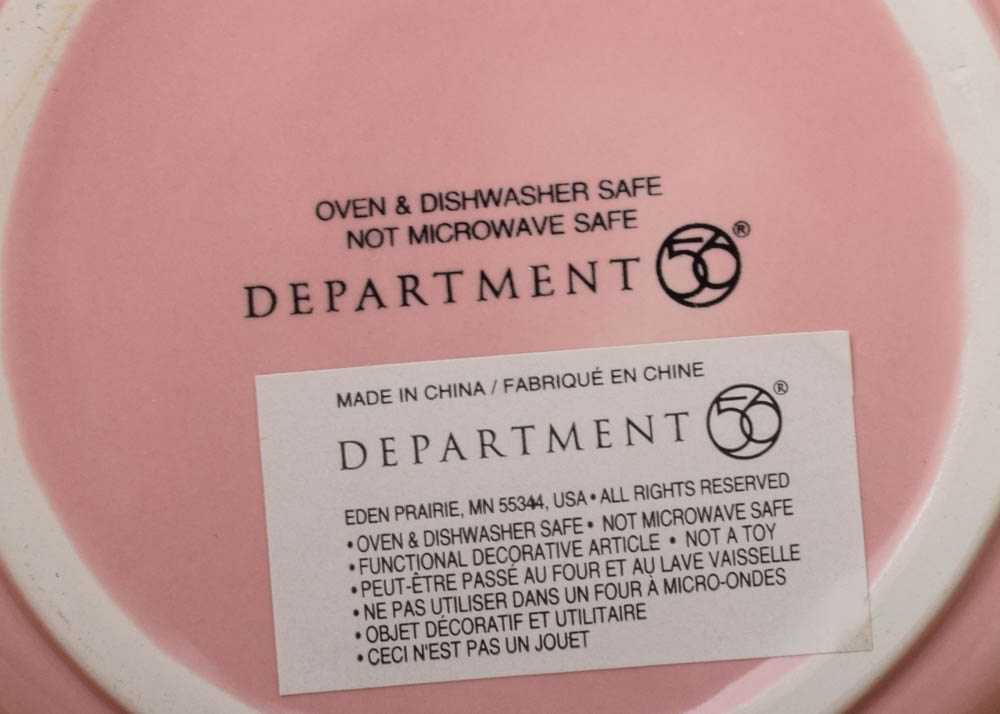 OVEN & DISHWASHER SAFE
NOT MICROWAVE SAFE
DEPARTMENT 56®
MADE IN CHINA / FABRIQUÉ EN CHINE
DEPARTMENT 56®
EDEN PRAIRIE, MN 55344, USA • ALL RIGHTS RESERVED
• OVEN & DISHWASHER SAFE • NOT MICROWAVE SAFE
• FUNCTIONAL DECORATIVE ARTICLE • NOT A TOY
• PEUT-ÊTRE PASSÉ AU FOUR ET AU LAVE VAISSELLE
• NE PAS UTILISER DANS UN FOUR À MICRO-ONDES
• OBJET DÉCORATIF ET UTILITAIRE
• CECI N'EST PAS UN JOUET